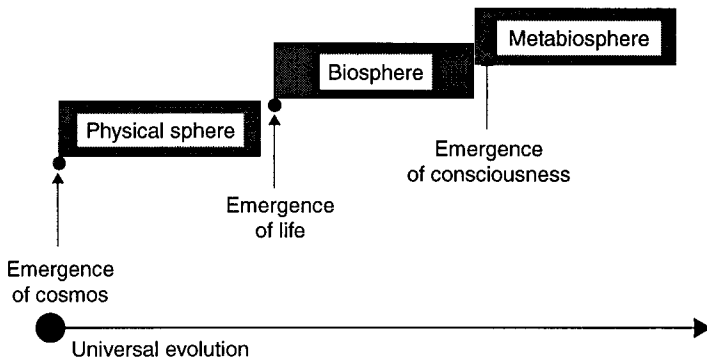 Metabiosphere
Biosphere
Physical sphere
Emergence
of consciousness
Emergence
of life
Emergence
of cosmos
Universal evolution